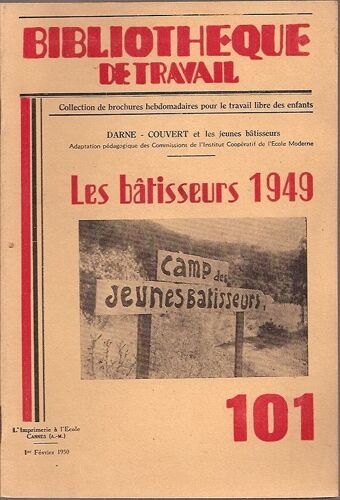 BIBLIOTHEQUE
DE TRAVAIL
Collection de brochures hebdomadaires pour le travail libre des enfants
DARNE - COUVERT et les jeunes bâtisseurs
Adaptation pédagogique des Commissions de l'Institut Coopératif de l'Ecole Moderne
Les bâtisseurs 1949
CAMP des
JEUNES BATISSEURS
101
L'Imprimerie à l'Ecole
CANNES (A.-M.)
1er Février 1950